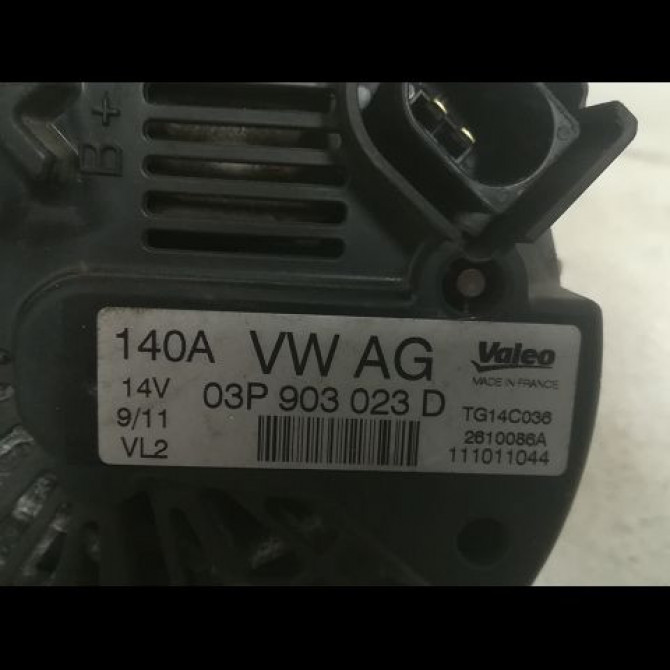 B+
140A VW AG Valeo
MADE IN FRANCE
14V 03P 903 023 D
9/11 TG14C036
VL2 2610086A
111011044